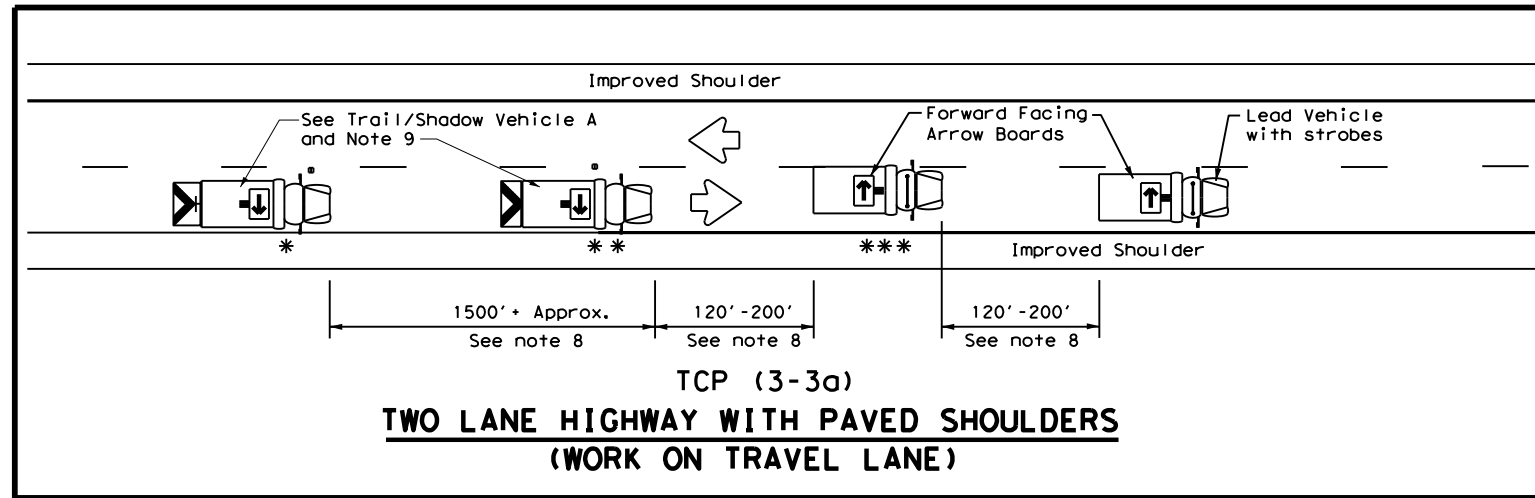 Improved Shoulder
See Trail/Shadow Vehicle A
and Note 9
Forward Facing
Arrow Boards
Lead Vehicle
with strobes
*
**
***
Improved Shoulder
1500'+ Approx.
See note 8
120'-200'
See note 8
120'-200'
See note 8
TCP (3-3a)
TWO LANE HIGHWAY WITH PAVED SHOULDERS
(WORK ON TRAVEL LANE)